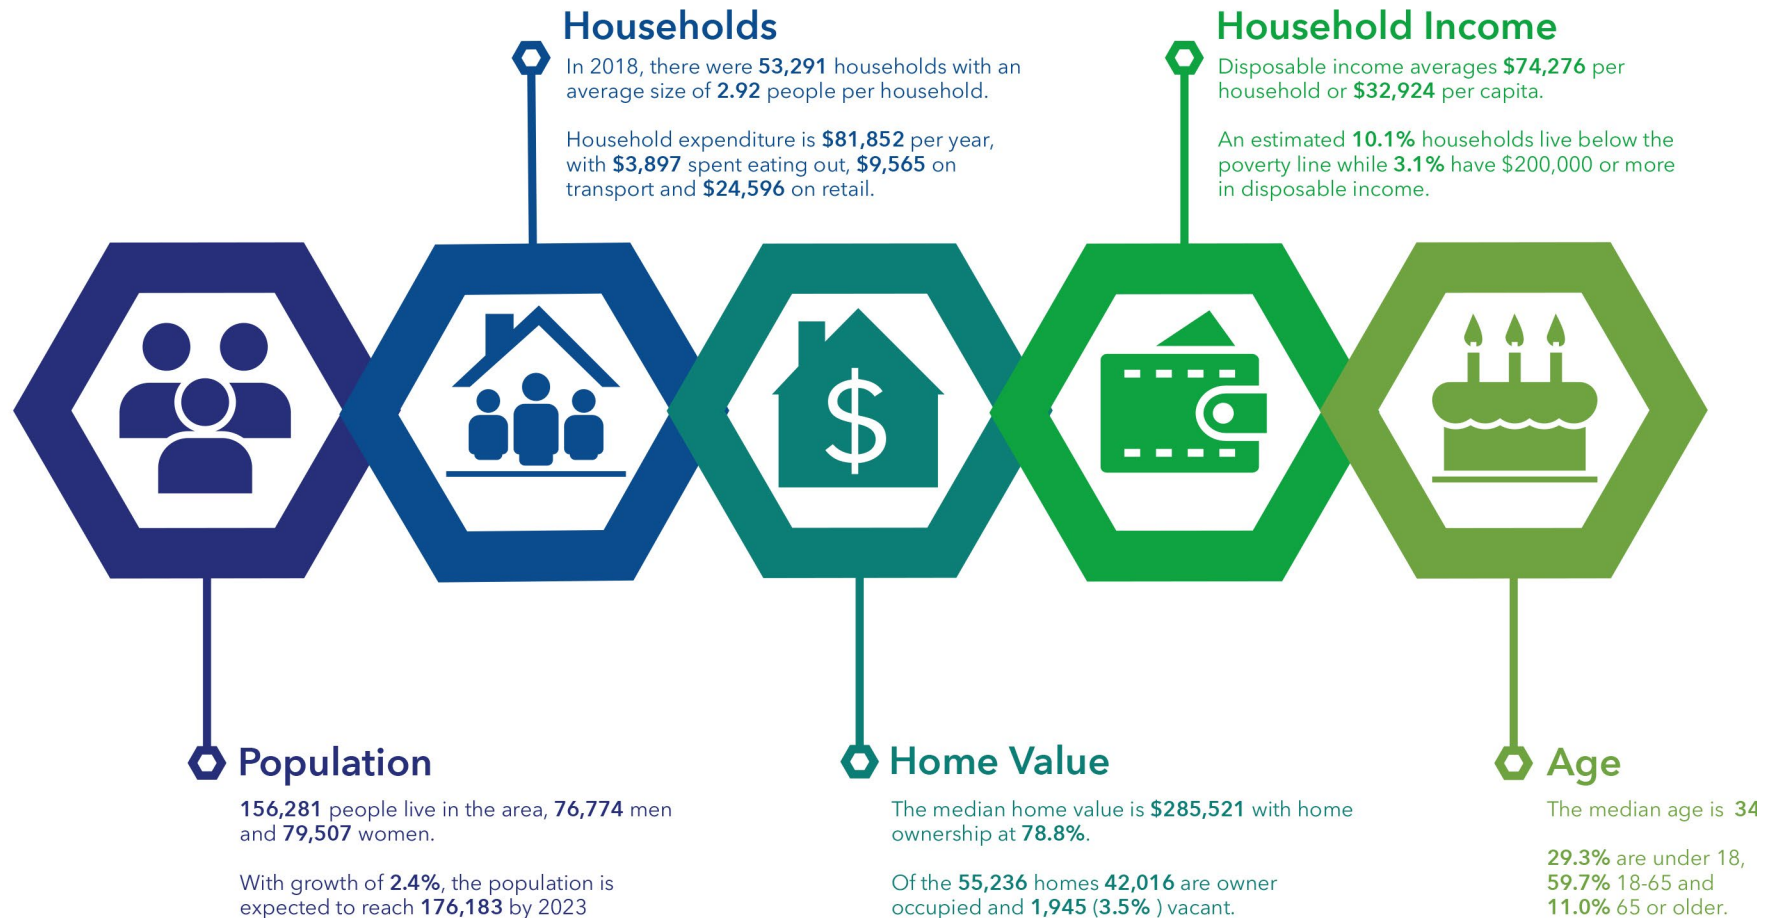 Households
In 2018, there were 53,291 households with an
average size of 2.92 people per household.
Household expenditure is $81,852 per year,
with $3,897 spent eating out, $9,565 on
transport and $24,596 on retail.
Household Income
Disposable income averages $74,276 per
household or $32,924 per capita.
An estimated 10.1% households live below the
poverty line while 3.1% have $200,000 or more
in disposable income.
$
Population
156,281 people live in the area, 76,774 men
and 79,507 women.
With growth of 2.4%, the population is
expected to reach 176,183 by 2023
Home Value
The median home value is $285,521 with home
ownership at 78.8%.
Of the 55,236 homes 42,016 are owner
occupied and 1,945 (3.5% ) vacant.
Age
The median age is 34
29.3% are under 18,
59.7% 18-65 and
11.0% 65 or older.